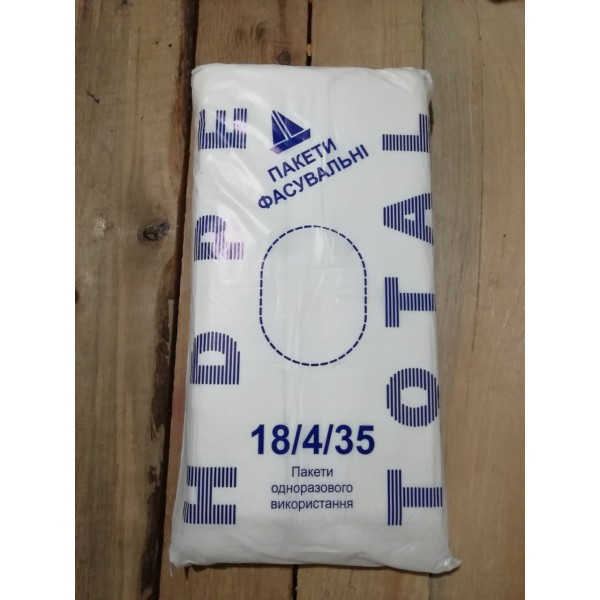 HDPE
ПАКЕТИ
ФАСУВАЛЬНІ
TOTAL
18/4/35
Пакети
одноразового
використання